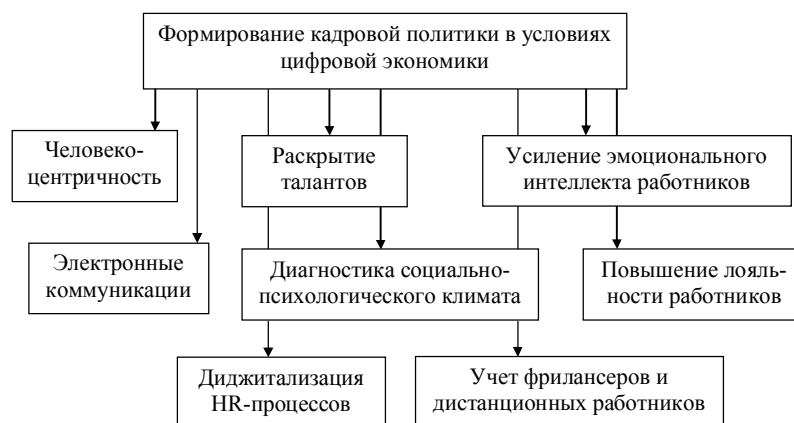 Формирование кадровой политики в условиях
цифровой экономики
Человеко-
центричность
Раскрытие
талантов
Усиление эмоционального
интеллекта работников
Электронные
коммуникации
Диагностика социально-
психологического климата
Повышение лояль-
ности работников
Диджитализация
HR-процессов
Учет фрилансеров и
дистанционных работников